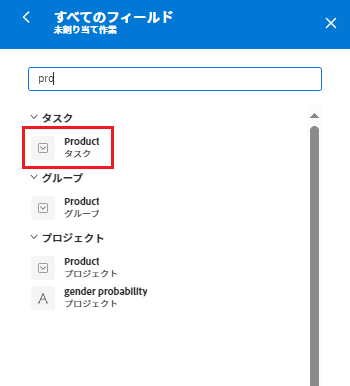 すべてのフィールド
未割り当て作業
pro
タスク
Product
タスク
グループ
Product
グループ
プロジェクト
Product
プロジェクト
gender probability
プロジェクト